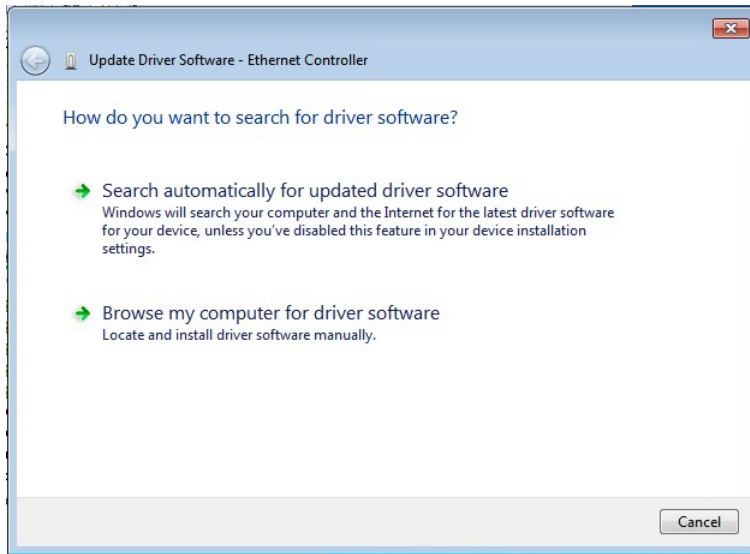 Update Driver Software - Ethernet Controller
How do you want to search for driver software?
Search automatically for updated driver software
Windows will search your computer and the Internet for the latest driver software
for your device, unless you've disabled this feature in your device installation
settings.
Browse my computer for driver software
Locate and install driver software manually.
Cancel